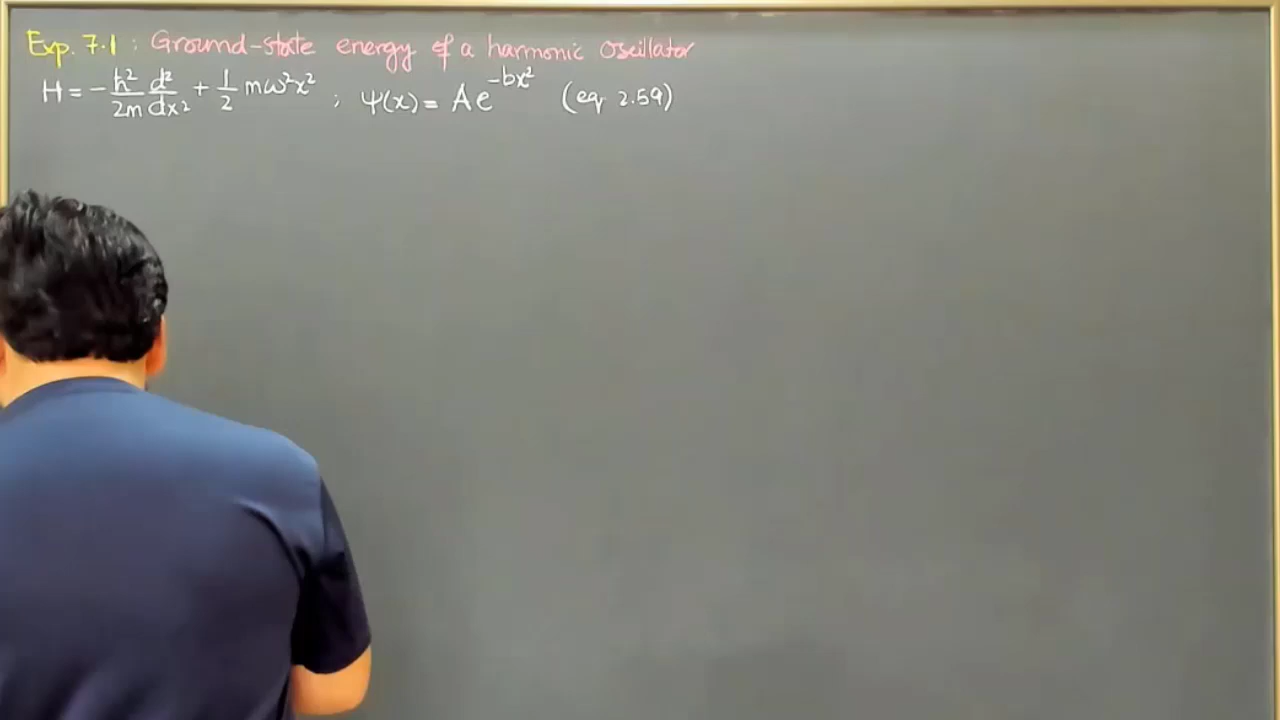 Exp. 7.1 : Ground-state energy of a harmonic Oscillator
H = -ħ²/2m d²/dx² + 1/2 mω²x² ; ψ(x) = Ae^{-bx²} (eq 2.59)